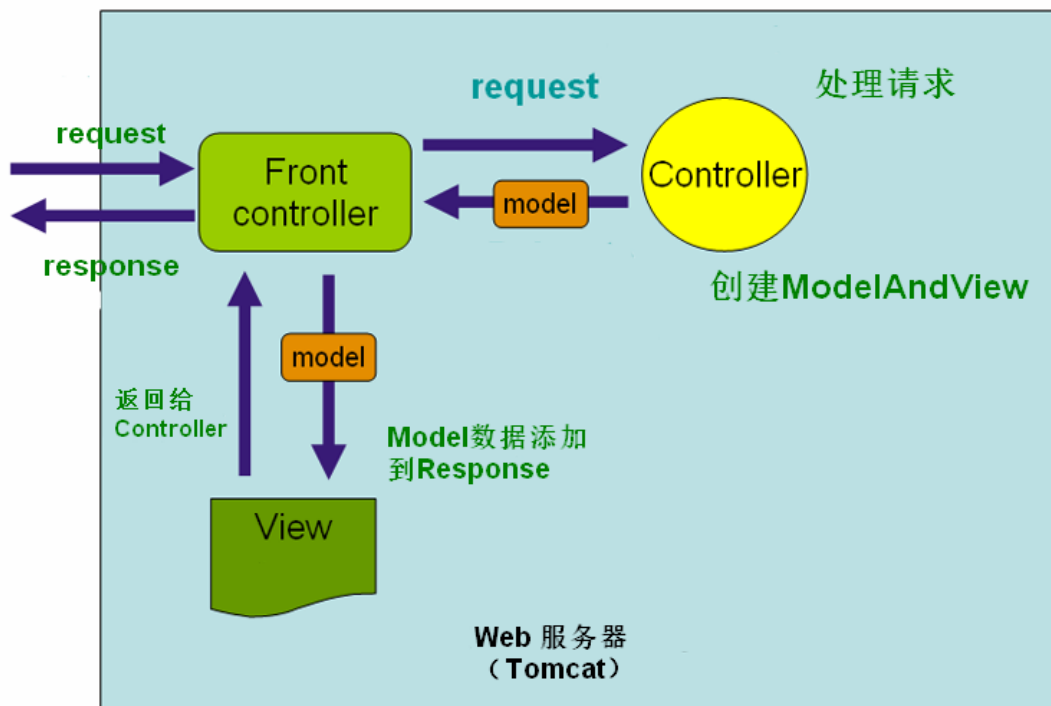 request
处理请求
request
Front
controller
Controller
model
response
创建ModelAndView
model
返回给
Controller
Model数据添加
到Response
View
Web 服务器
（Tomcat）